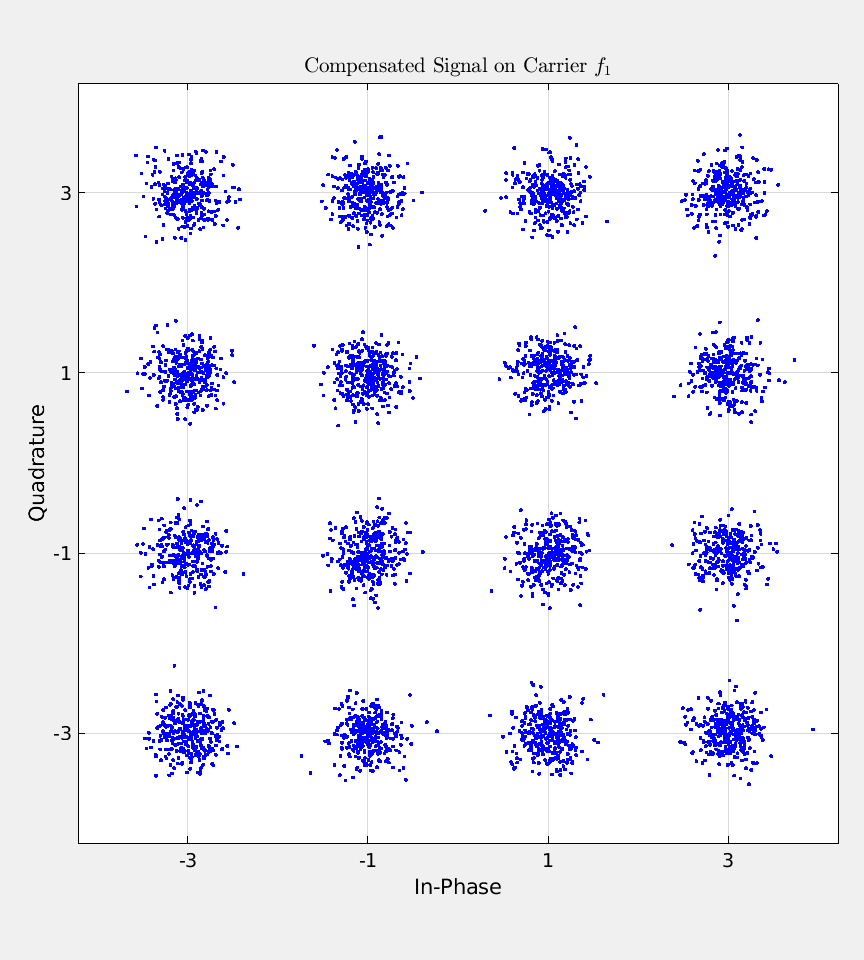 Compensated Signal on Carrier f₁
3
1
-1
-3
Quadrature
-3 -1 1 3
In-Phase